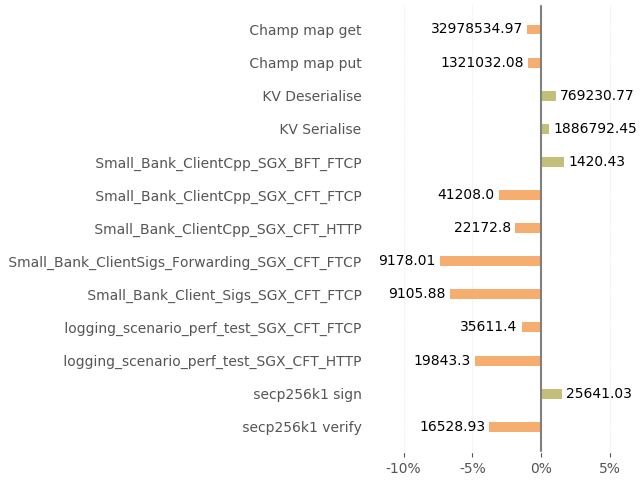 Champ map get 32978534.97
Champ map put 1321032.08
KV Deserialise 769230.77
KV Serialise 1886792.45
Small_Bank_ClientCpp_SGX_BFT_FTCP 1420.43
Small_Bank_ClientCpp_SGX_CFT_FTCP 41208.0
Small_Bank_ClientCpp_SGX_CFT_HTTP 22172.8
Small_Bank_ClientSigs_Forwarding_SGX_CFT_FTCP 9178.01
Small_Bank_Client_Sigs_SGX_CFT_FTCP 9105.88
logging_scenario_perf_test_SGX_CFT_FTCP 35611.4
logging_scenario_perf_test_SGX_CFT_HTTP 19843.3
secp256k1 sign 25641.03
secp256k1 verify 16528.93
-10% -5% 0% 5%